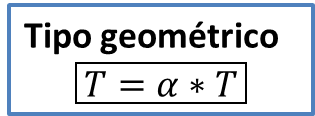 Tipo geométrico
T = α ∗ T